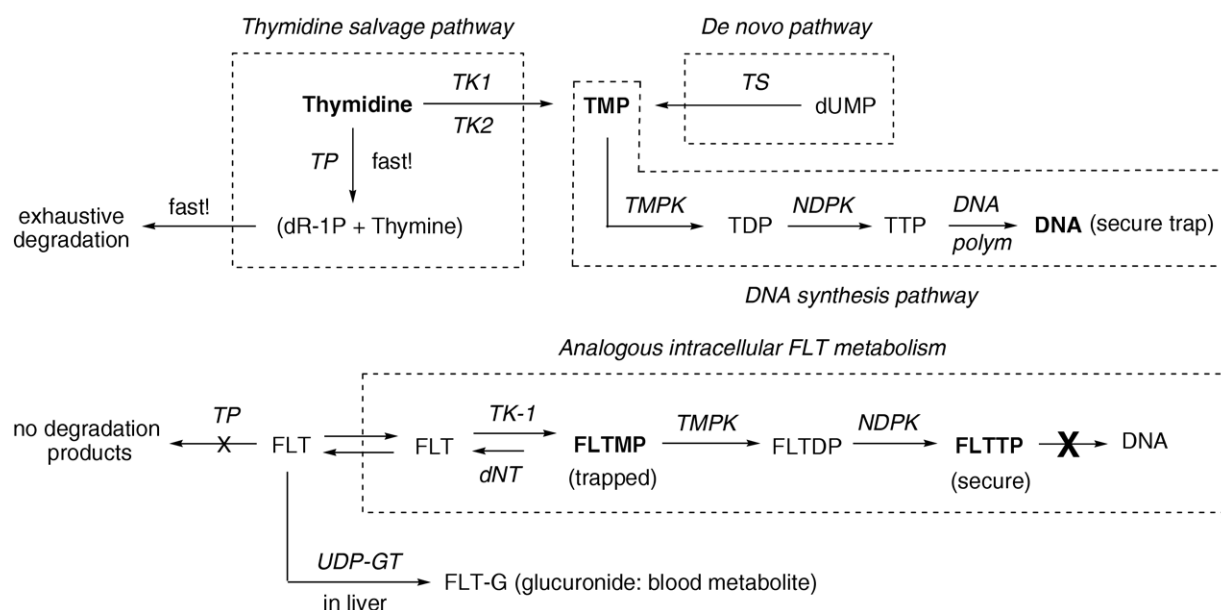 Thymidine salvage pathway
De novo pathway
TK1
TS
Thymidine
TMP
dUMP
TK2
TP
fast!
fast!
TMPK
NDPK
DNA
exhaustive
degradation
(dR-1P + Thymine)
TDP
TTP
DNA (secure trap)
polym
DNA synthesis pathway
Analogous intracellular FLT metabolism
TP
TK-1
TMPK
NDPK
no degradation
products
X
FLT
FLT
FLTMP
FLTDP
FLTTP
X
DNA
dNT
(trapped)
(secure)
UDP-GT
FLT-G (glucuronide: blood metabolite)
in liver